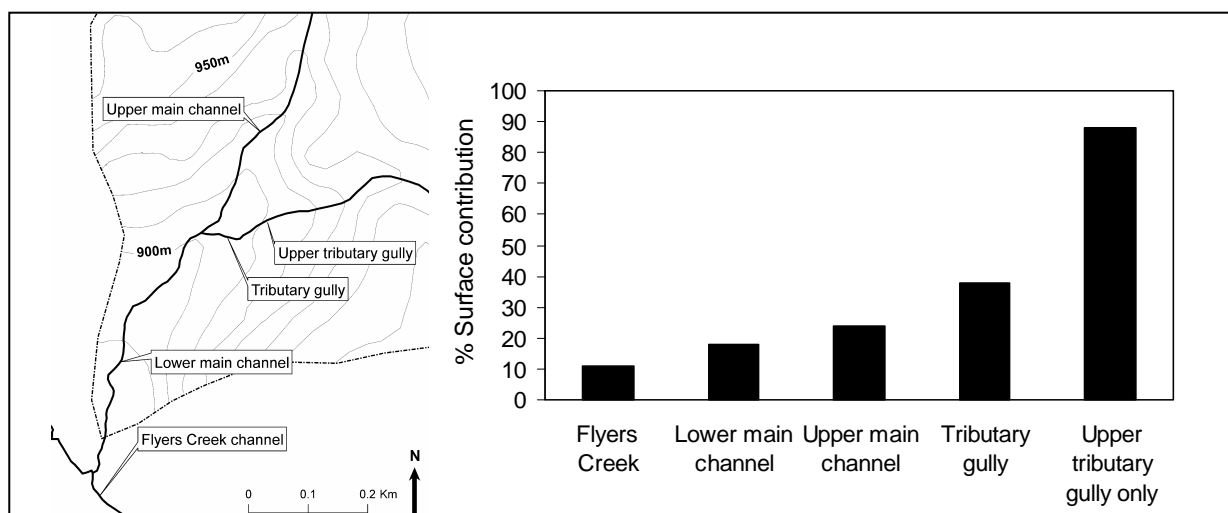 950m
Upper main channel
900m
Upper tributary gully
Tributary gully
Lower main channel
Flyers Creek channel
N
0 0.1 0.2 Km
% Surface contribution
100
90
80
70
60
50
40
30
20
10
0
Flyers
Creek
Lower main
channel
Upper main
channel
Tributary
gully
Upper
tributary
gully only